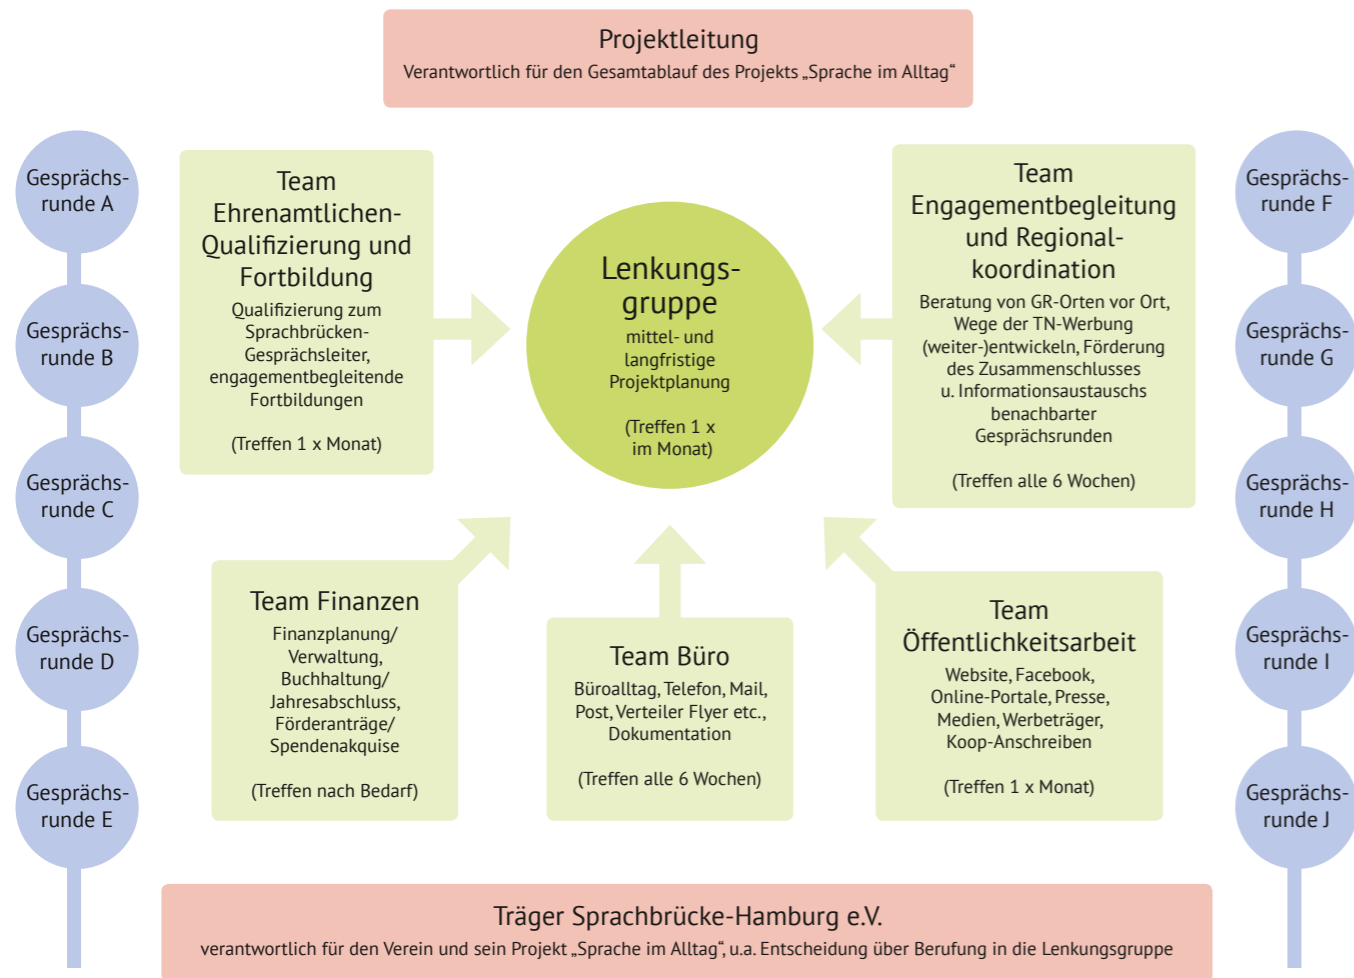 Projektleitung
Verantwortlich für den Gesamtablauf des Projekts „Sprache im Alltag“
Gesprächs-
runde A
Gesprächs-
runde B
Gesprächs-
runde C
Gesprächs-
runde D
Gesprächs-
runde E
Team
Ehrenamtlichen-
Qualifizierung und
Fortbildung
Qualifizierung zum
Sprachbrücken-
Gesprächsleiter,
engagementbegleitende
Fortbildungen
(Treffen 1 x Monat)
Lenkungs-
gruppe
mittel- und
langfristige
Projektplanung
(Treffen 1 x
im Monat)
Team
Engagementbegleitung
und Regional-
koordination
Beratung von GR-Orten vor Ort,
Wege der TN-Werbung
(weiter-)entwickeln, Förderung
des Zusammenschlusses
u. Informationsaustauschs
benachbarter
Gesprächsrunden
(Treffen alle 6 Wochen)
Team Finanzen
Finanzplanung/
Verwaltung,
Buchhaltung/
Jahresabschluss,
Förderanträge/
Spendenakquise
(Treffen nach Bedarf)
Team Büro
Büroalltag, Telefon, Mail,
Post, Verteiler Flyer etc.,
Dokumentation
(Treffen alle 6 Wochen)
Team
Öffentlichkeitsarbeit
Website, Facebook,
Online-Portale, Presse,
Medien, Werbeträger,
Koop-Anschreiben
(Treffen 1 x Monat)
Gesprächs-
runde F
Gesprächs-
runde G
Gesprächs-
runde H
Gesprächs-
runde I
Gesprächs-
runde J
Träger Sprachbrücke-Hamburg e.V.
verantwortlich für den Verein und sein Projekt „Sprache im Alltag“, u.a. Entscheidung über Berufung in die Lenkungsgruppe